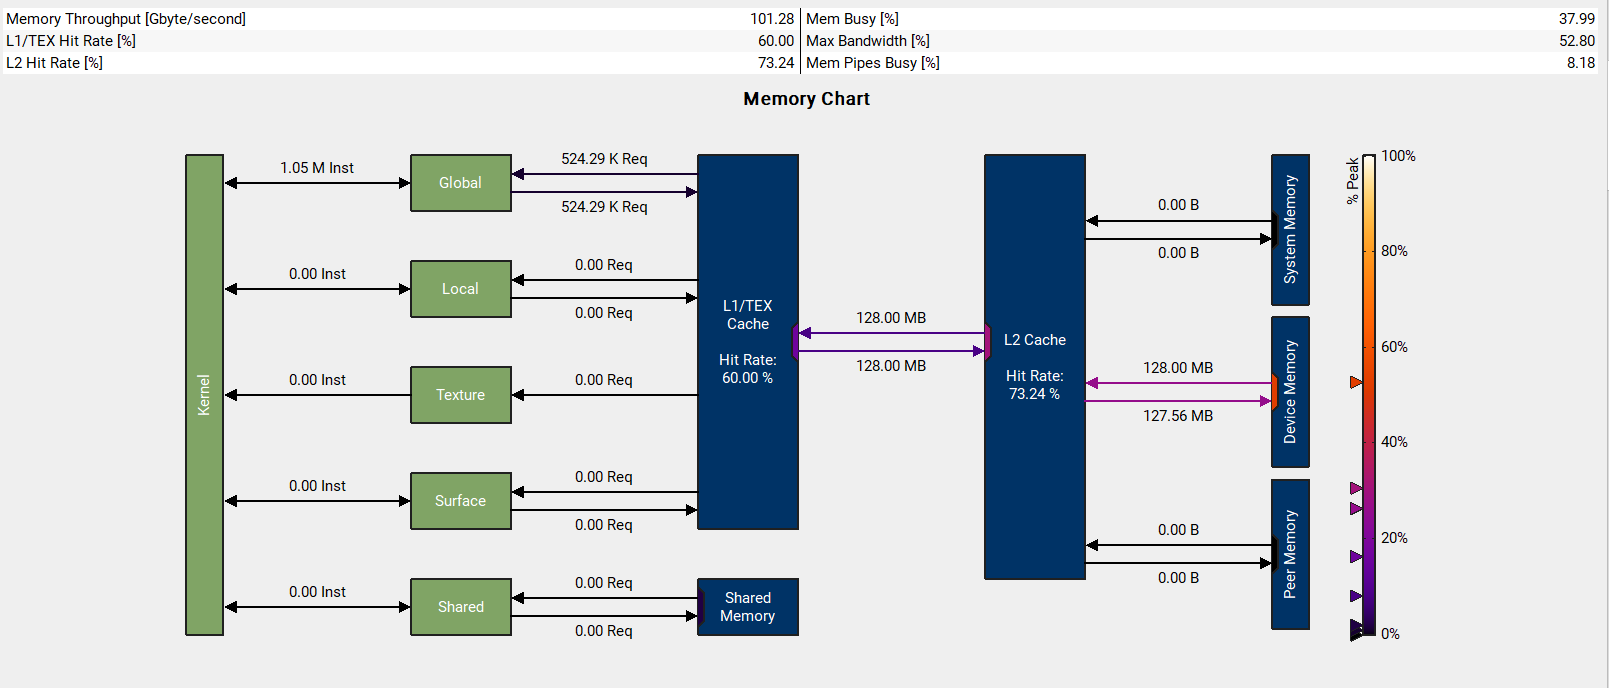 Memory Throughput [Gbyte/second] 101.28 Mem Busy [%] 37.99
L1/TEX Hit Rate [%] 60.00 Max Bandwidth [%] 52.80
L2 Hit Rate [%] 73.24 Mem Pipes Busy [%] 8.18
Memory Chart
Kernel
1.05 M Inst
Global
524.29 K Req
524.29 K Req
0.00 Inst
Local
0.00 Req
0.00 Req
0.00 Inst
Texture
0.00 Req
0.00 Inst
Surface
0.00 Req
0.00 Req
0.00 Inst
Shared
0.00 Req
0.00 Req
L1/TEX
Cache
Hit Rate:
60.00 %
Shared
Memory
128.00 MB
128.00 MB
L2 Cache
Hit Rate:
73.24 %
0.00 B
0.00 B
System Memory
128.00 MB
127.56 MB
Device Memory
0.00 B
0.00 B
Peer Memory
% Peak
100%
80%
60%
40%
20%
0%